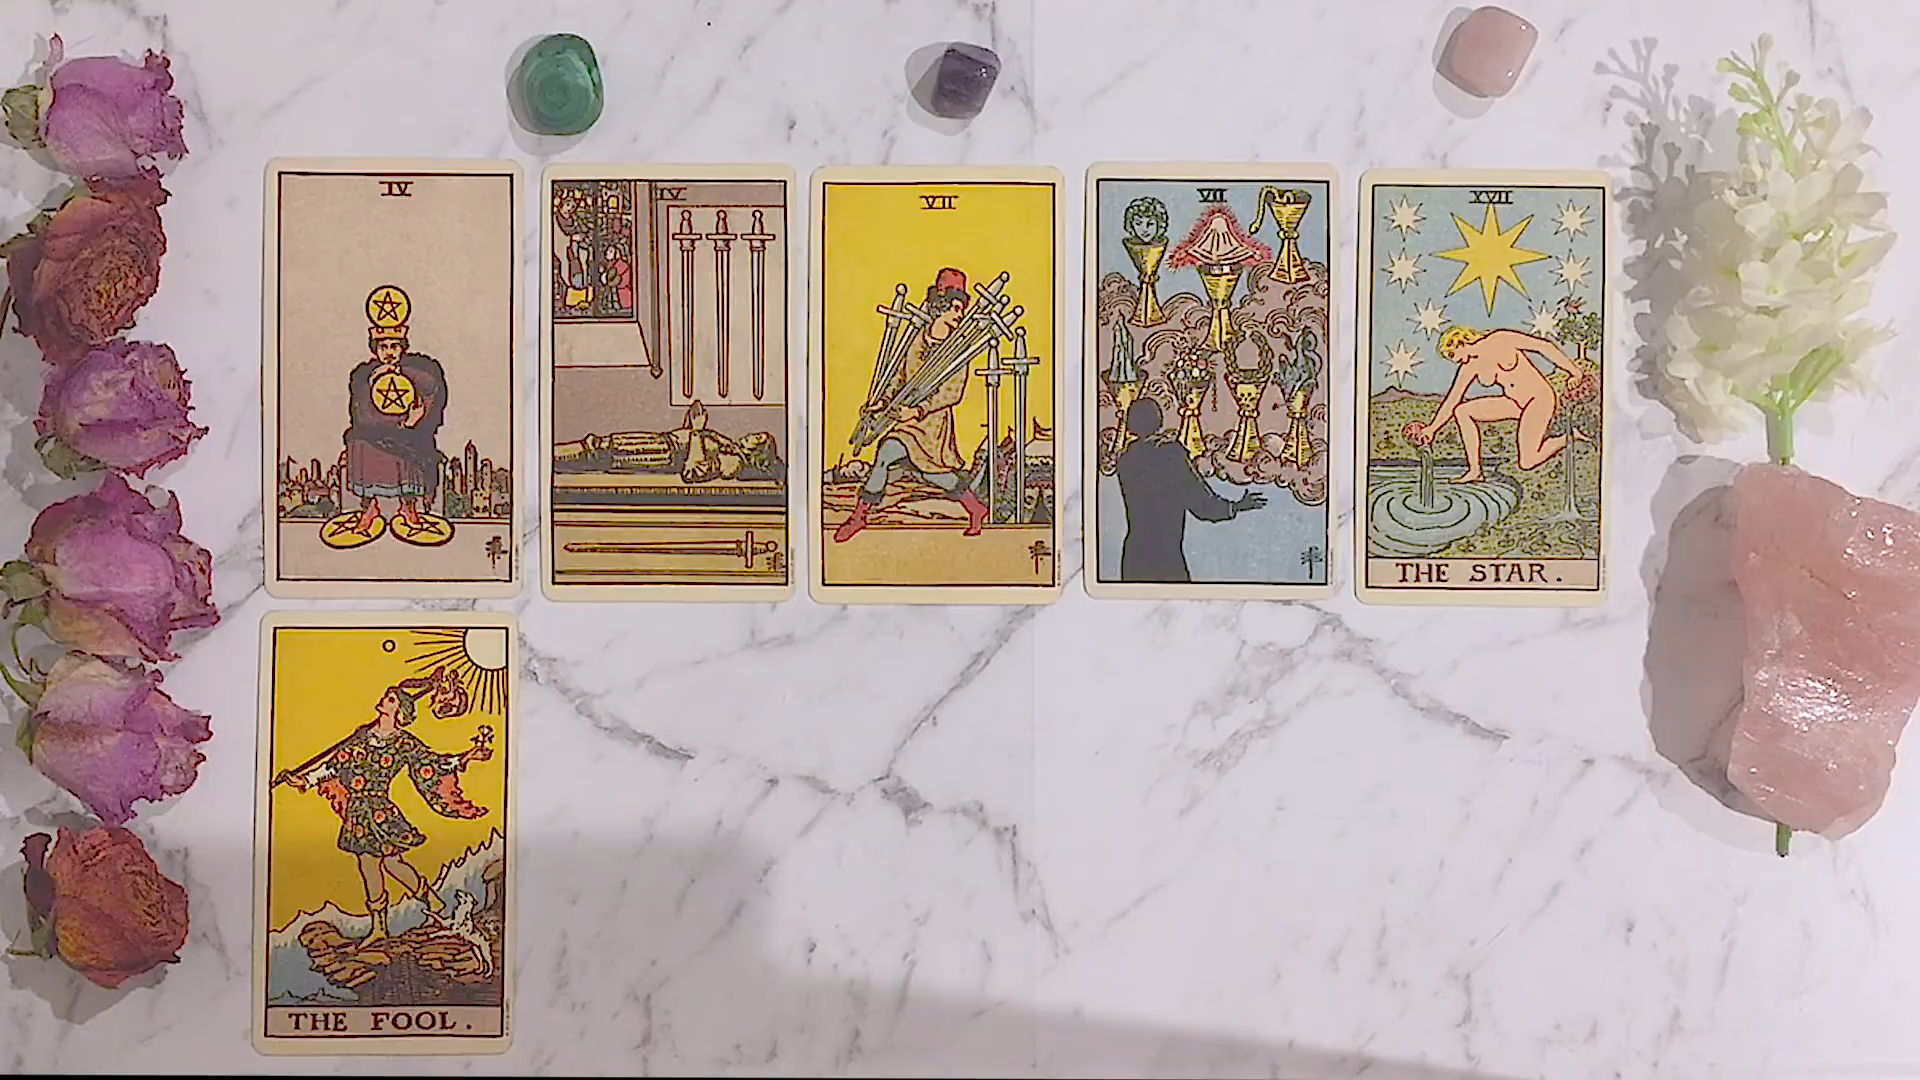 IV
IV
VII
VII
XVII
THE STAR.
THE FOOL.